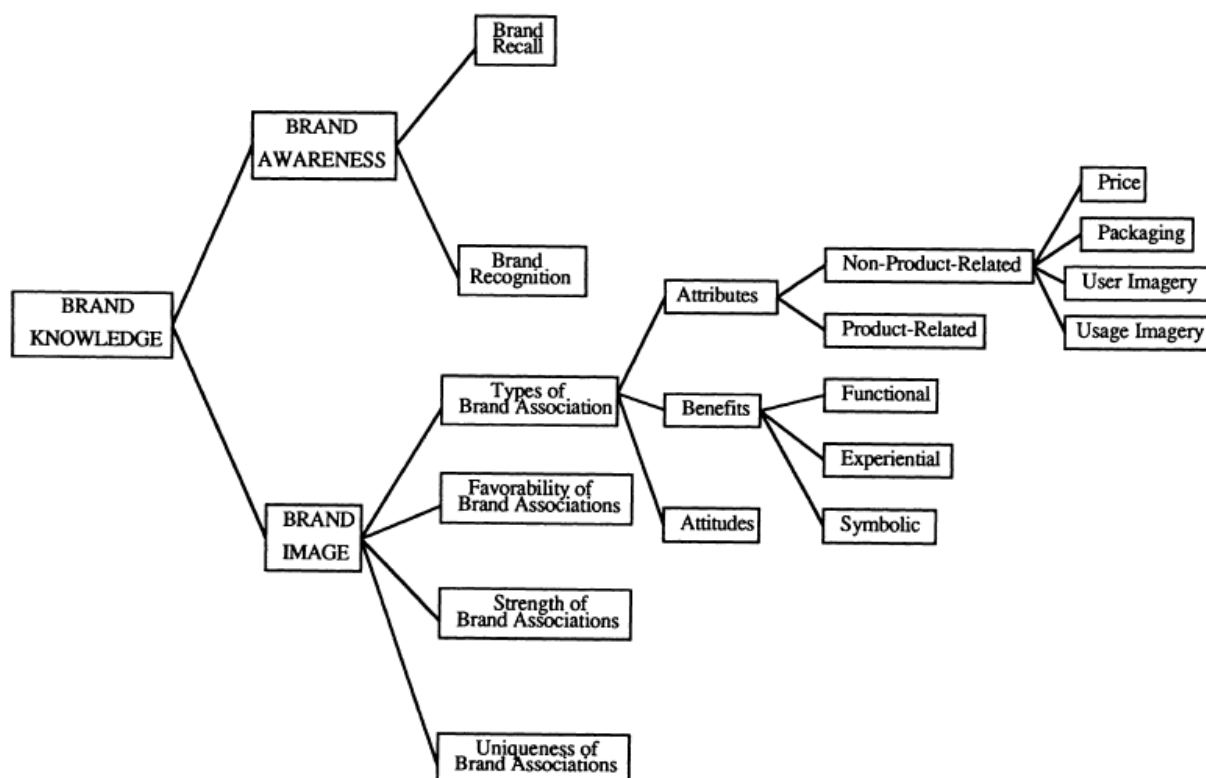 Brand
Recall
BRAND
AWARENESS
Brand
Recognition
BRAND
KNOWLEDGE
Price
Packaging
Non-Product-Related
User Imagery
Attributes
Product-Related
Usage Imagery
Types of
Brand Association
Benefits
Functional
Experiential
Favorability of
Brand Associations
Attitudes
Symbolic
BRAND
IMAGE
Strength of
Brand Associations
Uniqueness of
Brand Associations